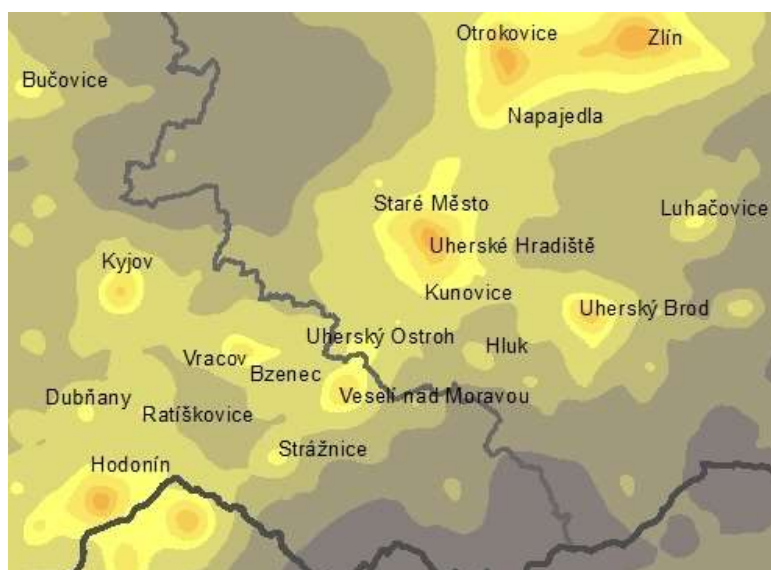 Otrokovice
Zlín
Bučovice
Napajedla
Staré Město
Luhačovice
Uherské Hradiště
Kyjov
Kunovice
Uherský Brod
Uherský Ostroh
Hluk
Vracov
Bzenec
Dubňany
Veselí nad Moravou
Ratíškovice
Strážnice
Hodonín